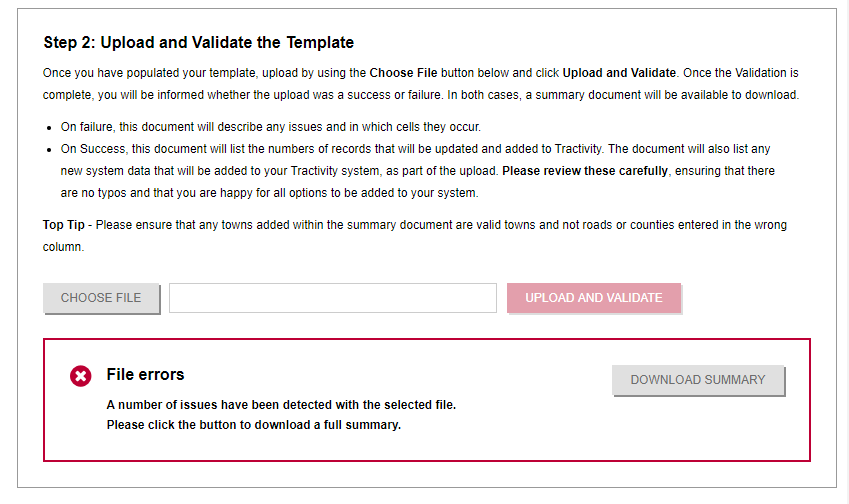 Step 2: Upload and Validate the Template
Once you have populated your template, upload by using the Choose File button below and click Upload and Validate. Once the Validation is
complete, you will be informed whether the upload was a success or failure. In both cases, a summary document will be available to download.
• On failure, this document will describe any issues and in which cells they occur.
• On Success, this document will list the numbers of records that will be updated and added to Tractivity. The document will also list any
new system data that will be added to your Tractivity system, as part of the upload. Please review these carefully, ensuring that there
are no typos and that you are happy for all options to be added to your system.
Top Tip - Please ensure that any towns added within the summary document are valid towns and not roads or counties entered in the wrong
column.
CHOOSE FILE UPLOAD AND VALIDATE
File errors
DOWNLOAD SUMMARY
A number of issues have been detected with the selected file.
Please click the button to download a full summary.